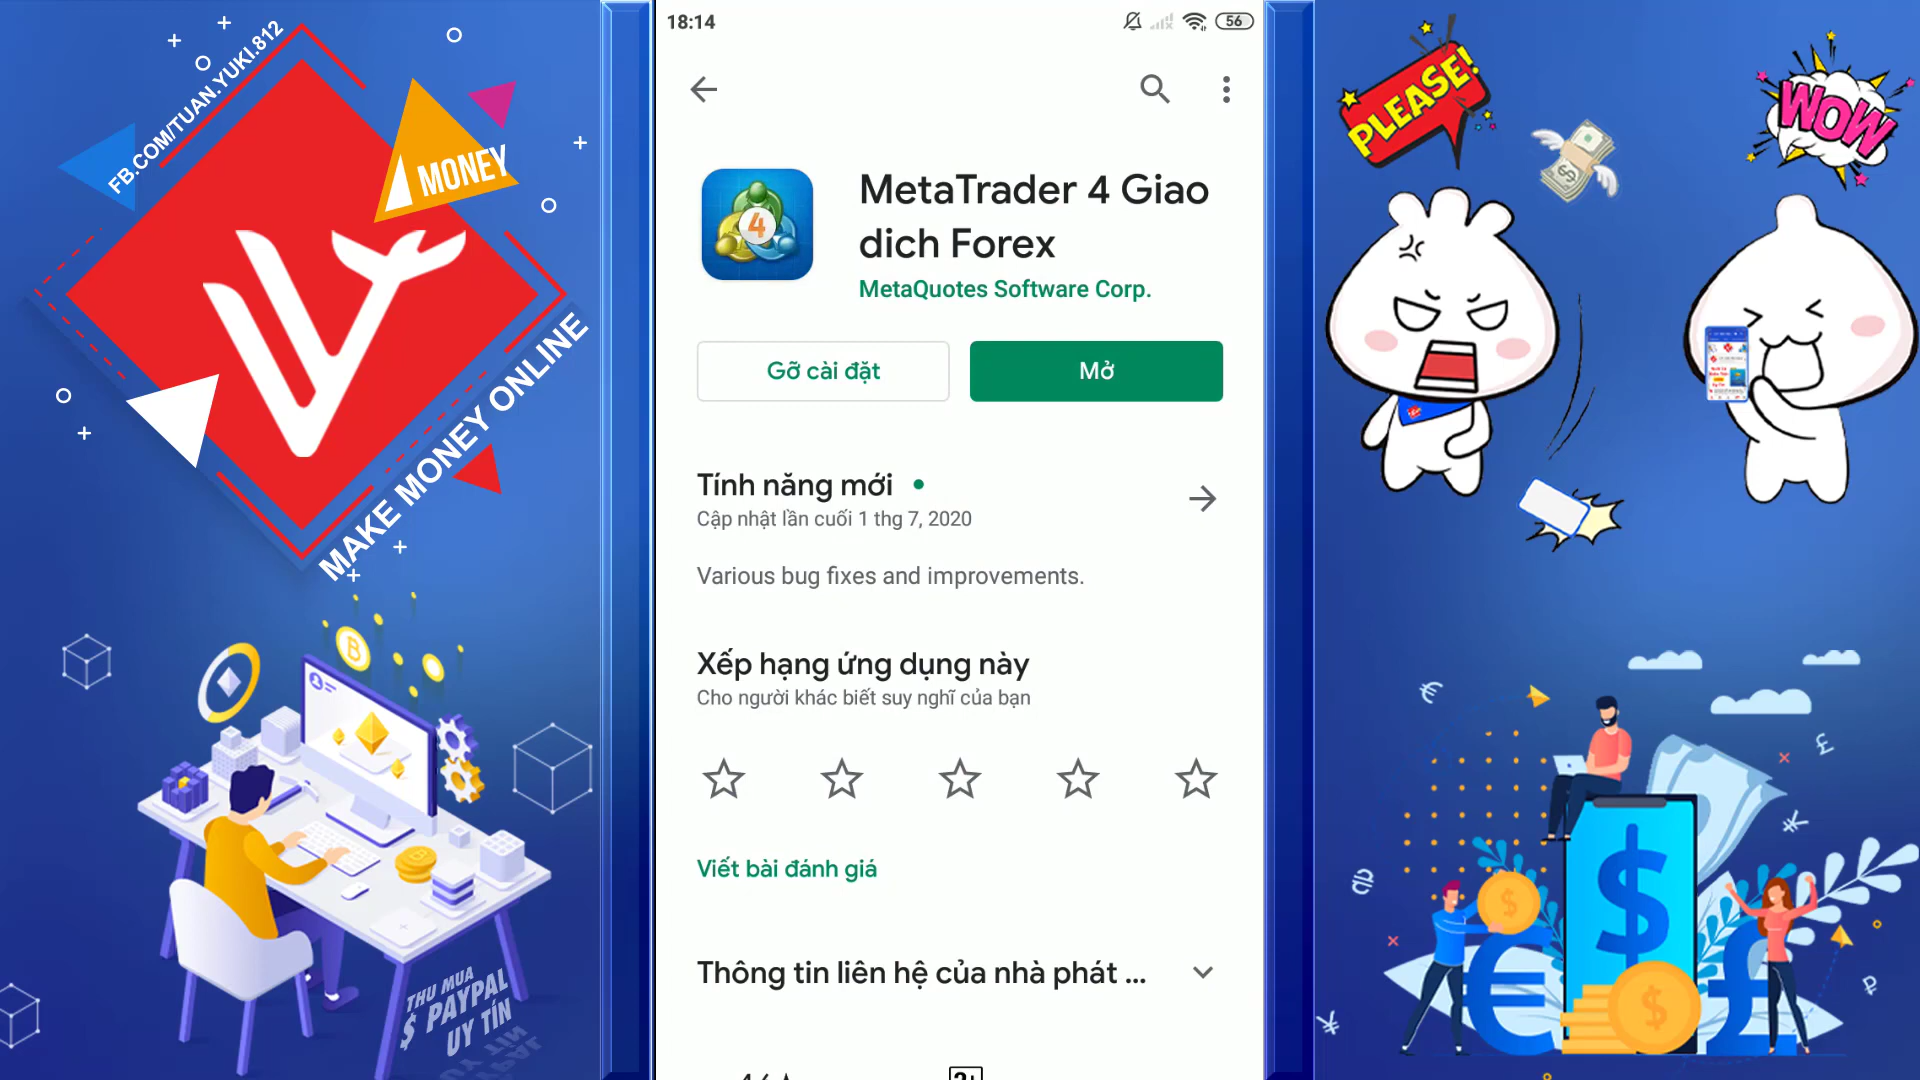 FB.COM/TUAN.YUKI.812
MONEY
MAKE MONEY ONLINE
THU MUA
$ PAYPAL
UY TÍN
18:14
56
MetaTrader 4 Giao
dich Forex
MetaQuotes Software Corp.
4
Gỡ cài đặt
Mở
Tính năng mới
Cập nhật lần cuối 1 thg 7, 2020
Various bug fixes and improvements.
Xếp hạng ứng dụng này
Cho người khác biết suy nghĩ của bạn
Viết bài đánh giá
Thông tin liên hệ của nhà phát ...
PLEASE!
WOW